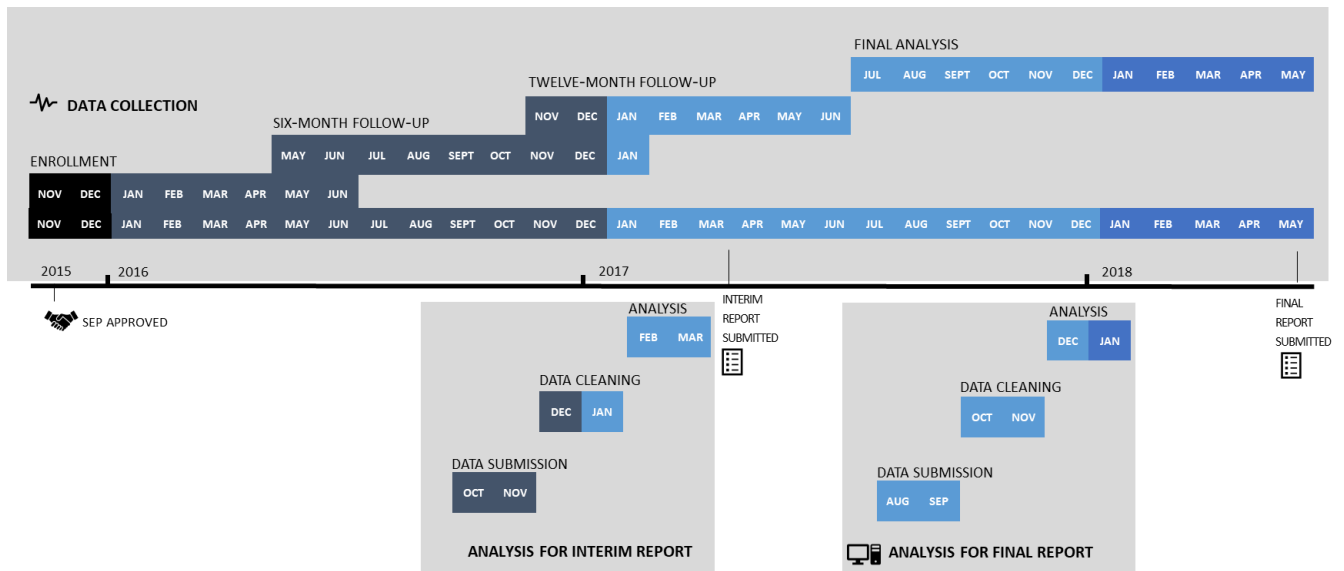 FINAL ANALYSIS
JUL AUG SEPT OCT NOV DEC JAN FEB MAR APR MAY
TWELVE-MONTH FOLLOW-UP
DATA COLLECTION
NOV DEC JAN FEB MAR APR MAY JUN
SIX-MONTH FOLLOW-UP
MAY JUN JUL AUG SEPT OCT NOV DEC JAN
ENROLLMENT
NOV DEC JAN FEB MAR APR MAY JUN
NOV DEC JAN FEB MAR APR MAY JUN JUL AUG SEPT OCT NOV DEC JAN FEB MAR APR MAY JUN JUL AUG SEPT OCT NOV DEC JAN FEB MAR APR MAY
2015 2016 2017 2018
SEP APPROVED
INTERIM
REPORT
SUBMITTED
FINAL
REPORT
SUBMITTED
ANALYSIS
FEB MAR
DATA CLEANING
DEC JAN
DATA SUBMISSION
OCT NOV
ANALYSIS FOR INTERIM REPORT
ANALYSIS
DEC JAN
DATA CLEANING
OCT NOV
DATA SUBMISSION
AUG SEP
ANALYSIS FOR FINAL REPORT